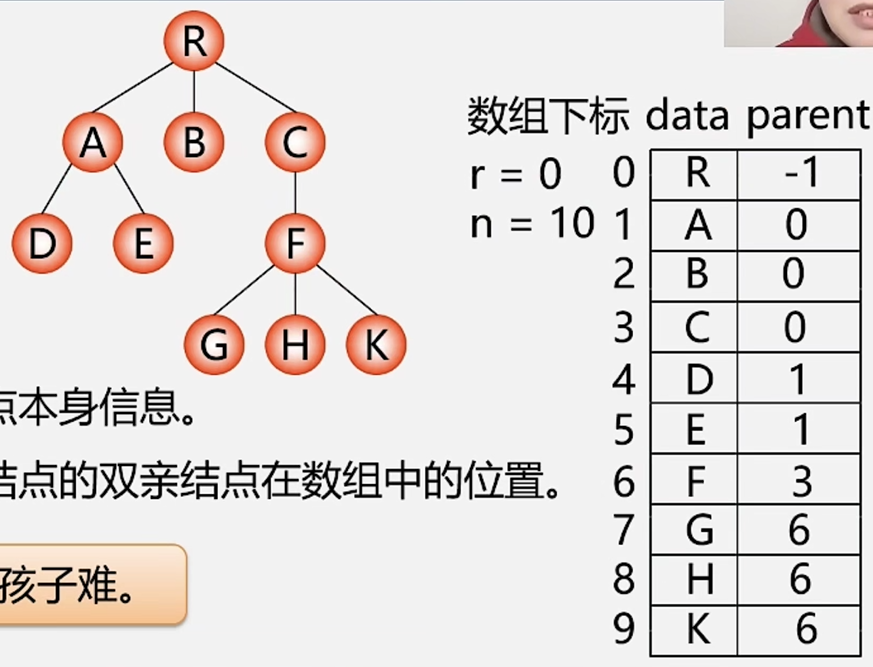 R
A B C
D E F
G H K
点本身信息。
结点的双亲结点在数组中的位置。
孩子难。
数组下标 data parent
r = 0 0 R -1
n = 10 1 A 0
2 B 0
3 C 0
4 D 1
5 E 1
6 F 3
7 G 6
8 H 6
9 K 6